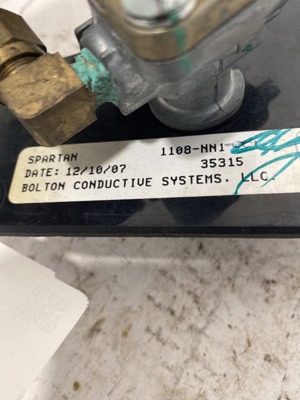 SPARTAN 1108-NN1
DATE: 12/10/07 35315
BOLTON CONDUCTIVE SYSTEMS, LLC.